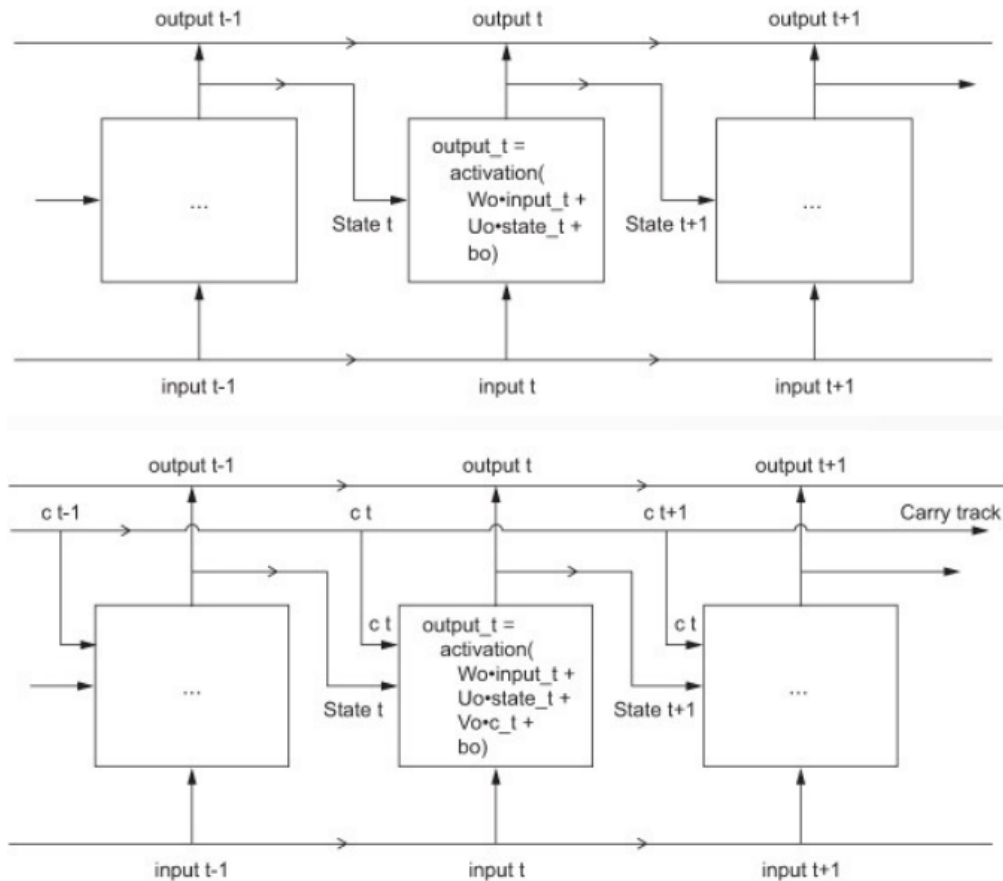 output t-1 output t output t+1
output_t =
activation(
Wo•input_t +
... Uo•state_t + ...
State t State t+1
bo)
input t-1 input t input t+1
output t-1 output t output t+1
c t-1 c t c t+1 Carry track
c t output_t = c t
activation(
Wo•input_t +
... Uo•state_t + ...
State t Vo•c_t + State t+1
bo)
input t-1 input t input t+1